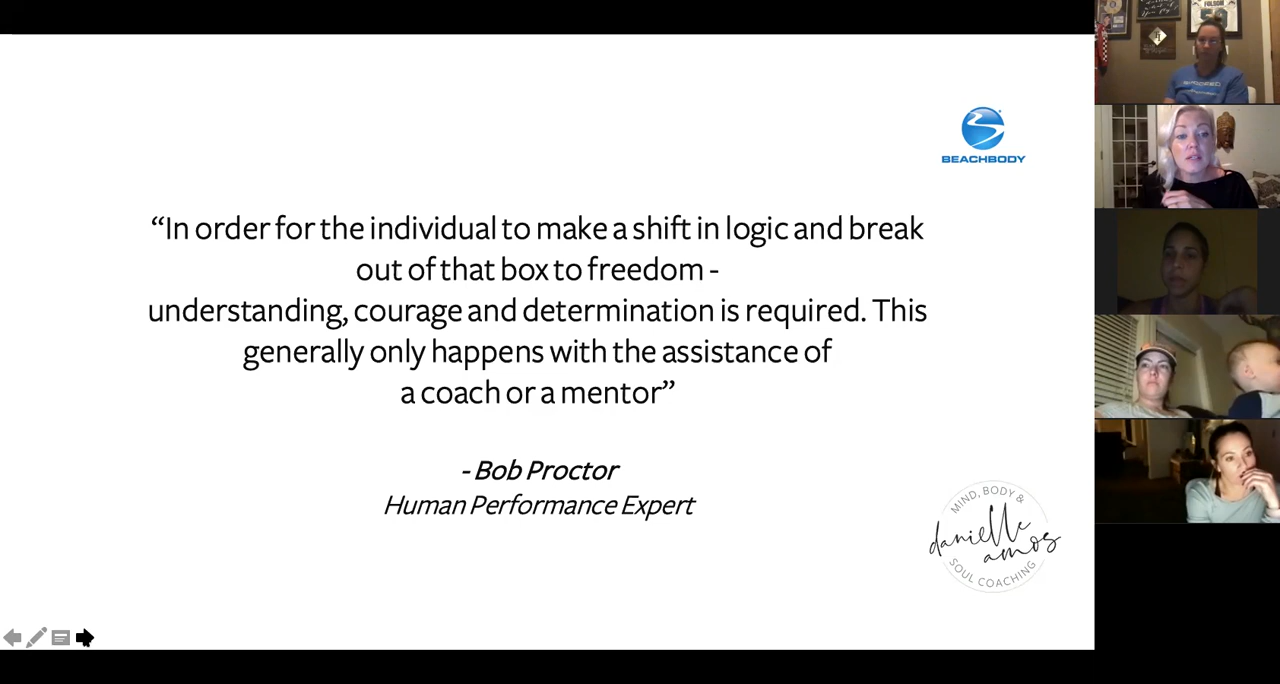 BEACHBODY
“In order for the individual to make a shift in logic and break
out of that box to freedom -
understanding, courage and determination is required. This
generally only happens with the assistance of
a coach or a mentor”
- Bob Proctor
Human Performance Expert
MIND, BODY &
danielle
amos
SOUL COACHING
FOLSOM